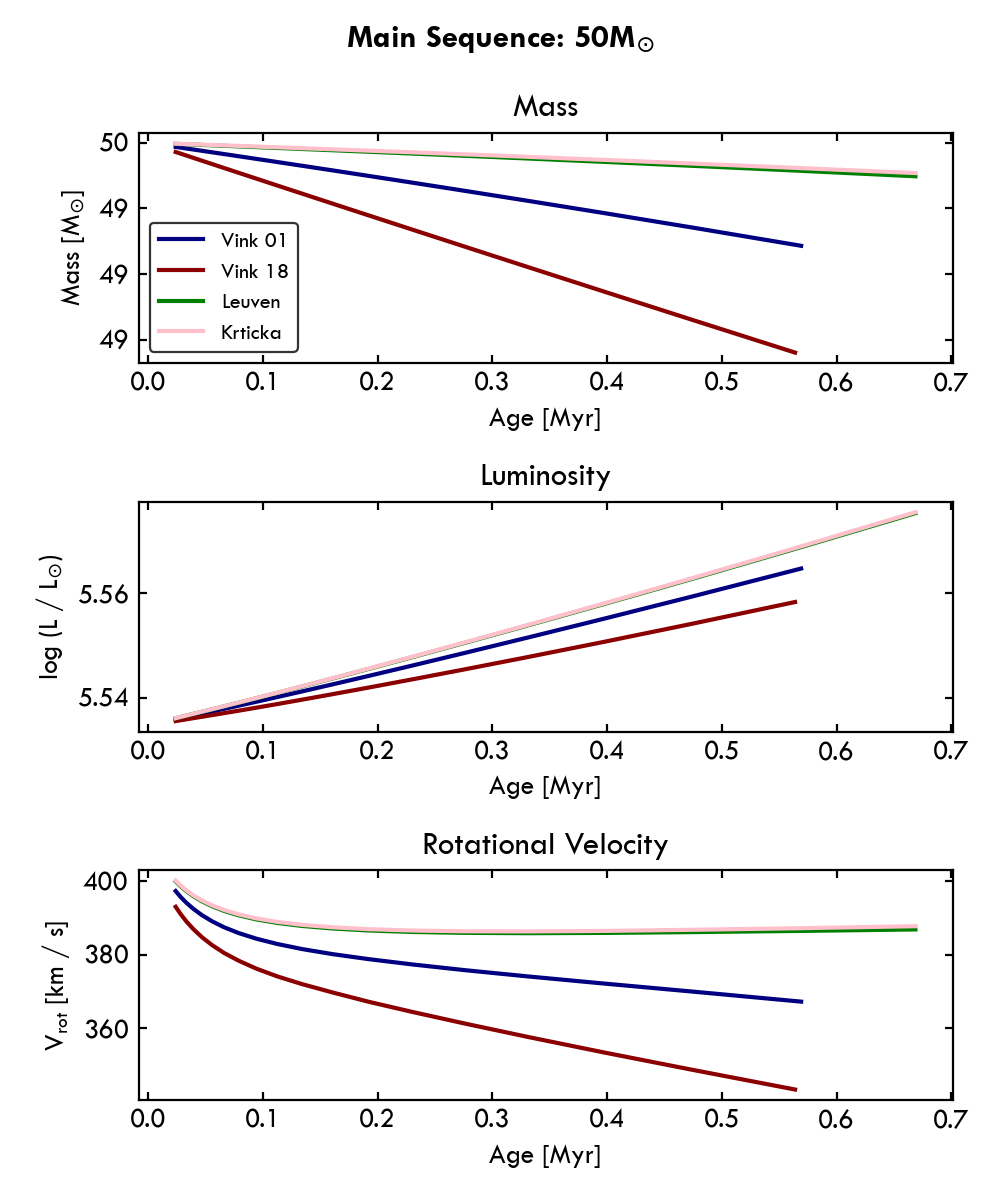 Main Sequence: 50M☉
Mass
Mass [M☉]
50
49
49
49
Vink 01
Vink 18
Leuven
Krticka
0.0 0.1 0.2 0.3 0.4 0.5 0.6 0.7
Age [Myr]
Luminosity
log (L / L☉)
5.56
5.54
0.0 0.1 0.2 0.3 0.4 0.5 0.6 0.7
Age [Myr]
Rotational Velocity
Vrot [km / s]
400
380
360
0.0 0.1 0.2 0.3 0.4 0.5 0.6 0.7
Age [Myr]